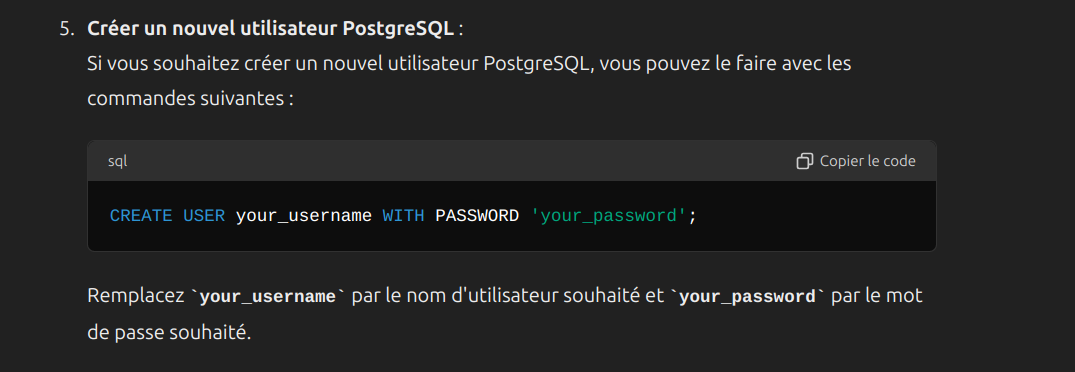 5. Créer un nouvel utilisateur PostgreSQL :
Si vous souhaitez créer un nouvel utilisateur PostgreSQL, vous pouvez le faire avec les
commandes suivantes :
sql
Copier le code
CREATE USER your_username WITH PASSWORD 'your_password';
Remplacez `your_username` par le nom d'utilisateur souhaité et `your_password` par le mot
de passe souhaité.